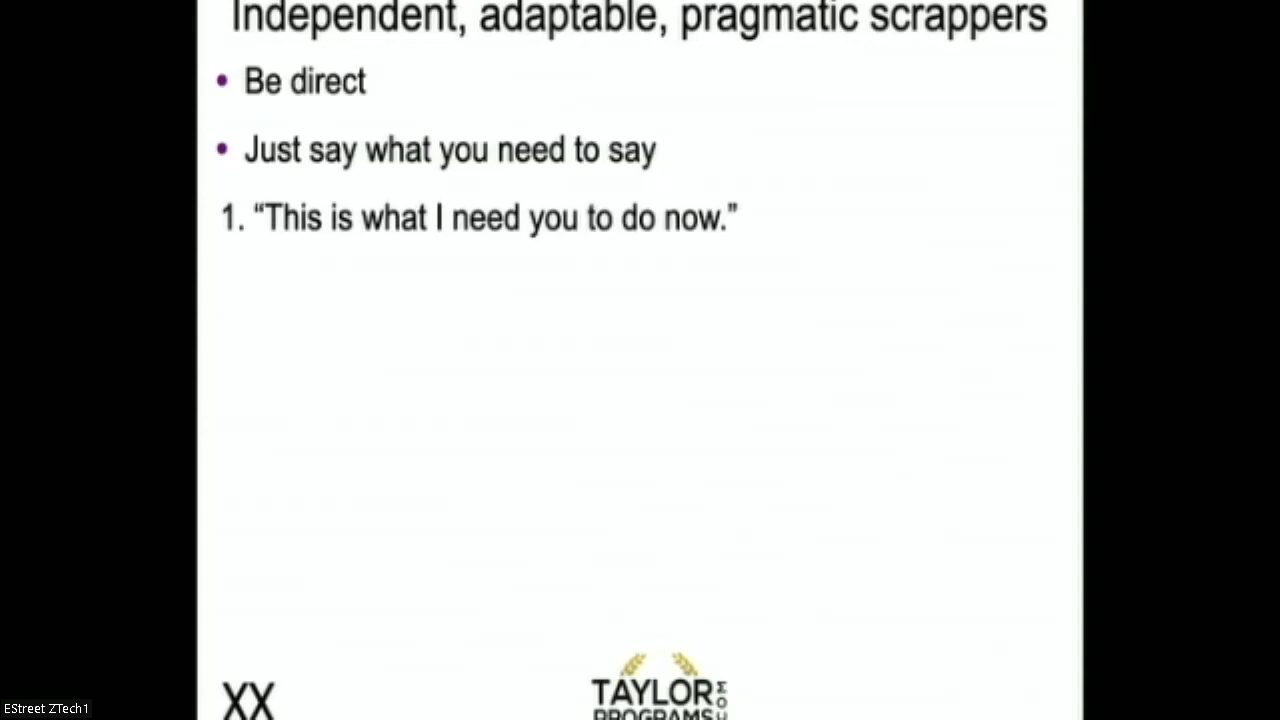 Independent, adaptable, pragmatic scrappers
• Be direct
• Just say what you need to say
1. “This is what I need you to do now.”
XX
TAYLOR
PROGRAMS
EStreet ZTech1